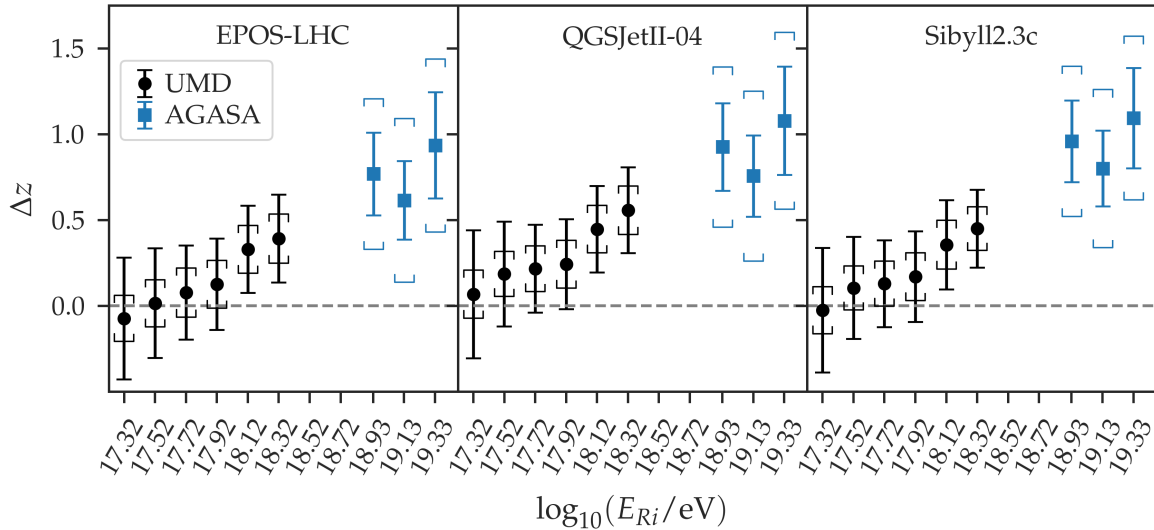 EPOS-LHC QGSJetII-04 Sibyll2.3c
UMD
AGASA
1.5
1.0
0.5
0.0
Δz
17.32 17.52 17.72 17.92 18.12 18.32 18.52 18.72 18.93 19.13 19.33 17.32 17.52 17.72 17.92 18.12 18.32 18.52 18.72 18.93 19.13 19.33 17.32 17.52 17.72 17.92 18.12 18.32 18.52 18.72 18.93 19.13 19.33
log₁₀(E_{Ri}/eV)